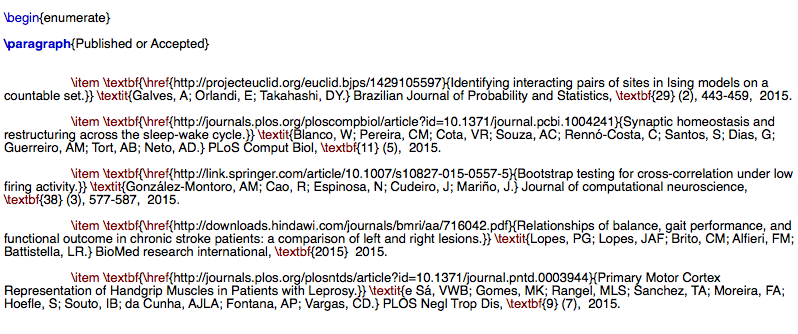 \begin{enumerate}
\paragraph{Published or Accepted}
\item \textbf{\href{http://projecteuclid.org/euclid.bjps/1429105597}{Identifying interacting pairs of sites in Ising models on a
countable set.}} \textit{Galves, A; Orlandi, E; Takahashi, DY.} Brazilian Journal of Probability and Statistics, \textbf{29} (2), 443-459,  2015.
\item \textbf{\href{http://journals.plos.org/ploscompbiol/article?id=10.1371/journal.pcbi.1004241}{Synaptic homeostasis and
restructuring across the sleep-wake cycle.}} \textit{Blanco, W; Pereira, CM; Cota, VR; Souza, AC; Rennó-Costa, C; Santos, S; Dias, G;
Guerreiro, AM; Tort, AB; Neto, AD.} PLoS Comput Biol, \textbf{11} (5),  2015.
\item \textbf{\href{http://link.springer.com/article/10.1007/s10827-015-0557-5}{Bootstrap testing for cross-correlation under low
firing activity.}} \textit{González-Montoro, AM; Cao, R; Espinosa, N; Cudeiro, J; Mariño, J.} Journal of computational neuroscience,
\textbf{38} (3), 577-587,  2015.
\item \textbf{\href{http://downloads.hindawi.com/journals/bmri/aa/716042.pdf}{Relationships of balance, gait performance, and
functional outcome in chronic stroke patients: a comparison of left and right lesions.}} \textit{Lopes, PG; Lopes, JAF; Brito, CM; Alfieri, FM;
Battistella, LR.} BioMed research international, \textbf{2015}  2015.
\item \textbf{\href{http://journals.plos.org/plosntds/article?id=10.1371/journal.pntd.0003944}{Primary Motor Cortex
Representation of Handgrip Muscles in Patients with Leprosy.}} \textit{e Sá, VWB; Gomes, MK; Rangel, MLS; Sanchez, TA; Moreira, FA;
Hoefle, S; Souto, IB; da Cunha, AJLA; Fontana, AP; Vargas, CD.} PLOS Negl Trop Dis, \textbf{9} (7),  2015.